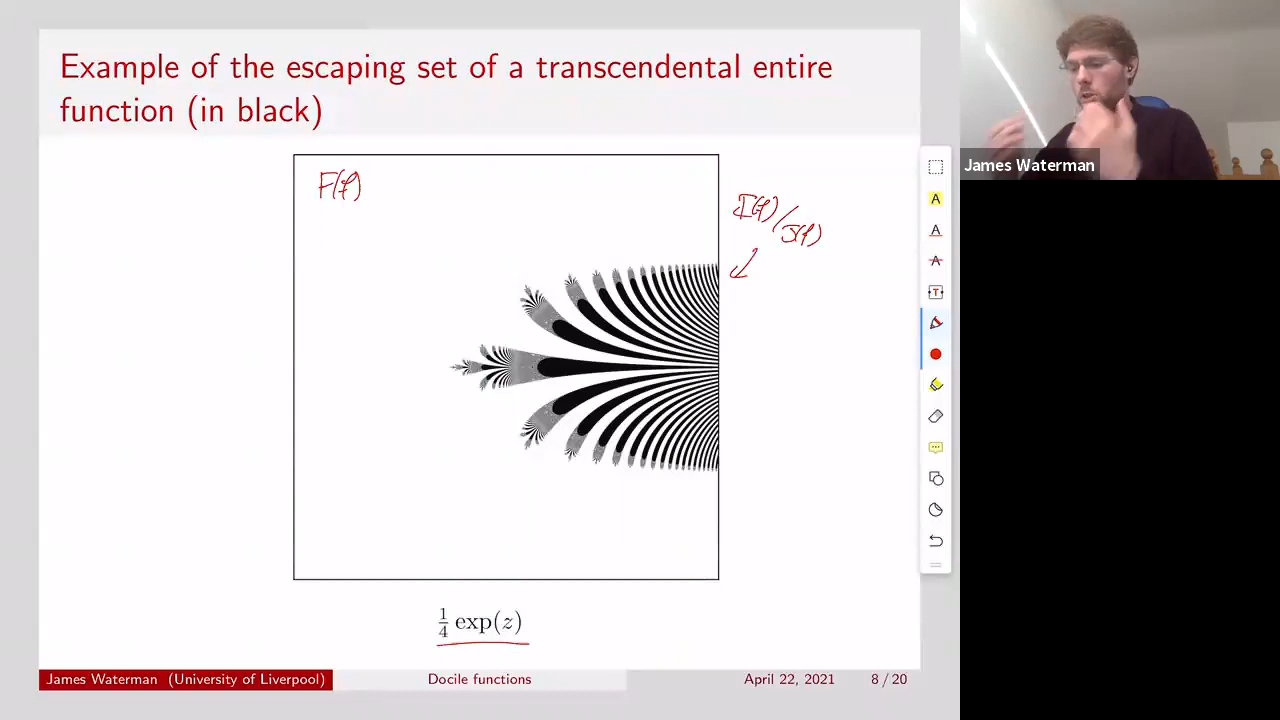 Example of the escaping set of a transcendental entire
function (in black)
F(f)
I(f)/
J(f)
1/4 exp(z)
James Waterman (University of Liverpool)
Docile functions
April 22, 2021
8 / 20
James Waterman
A
A
A
T